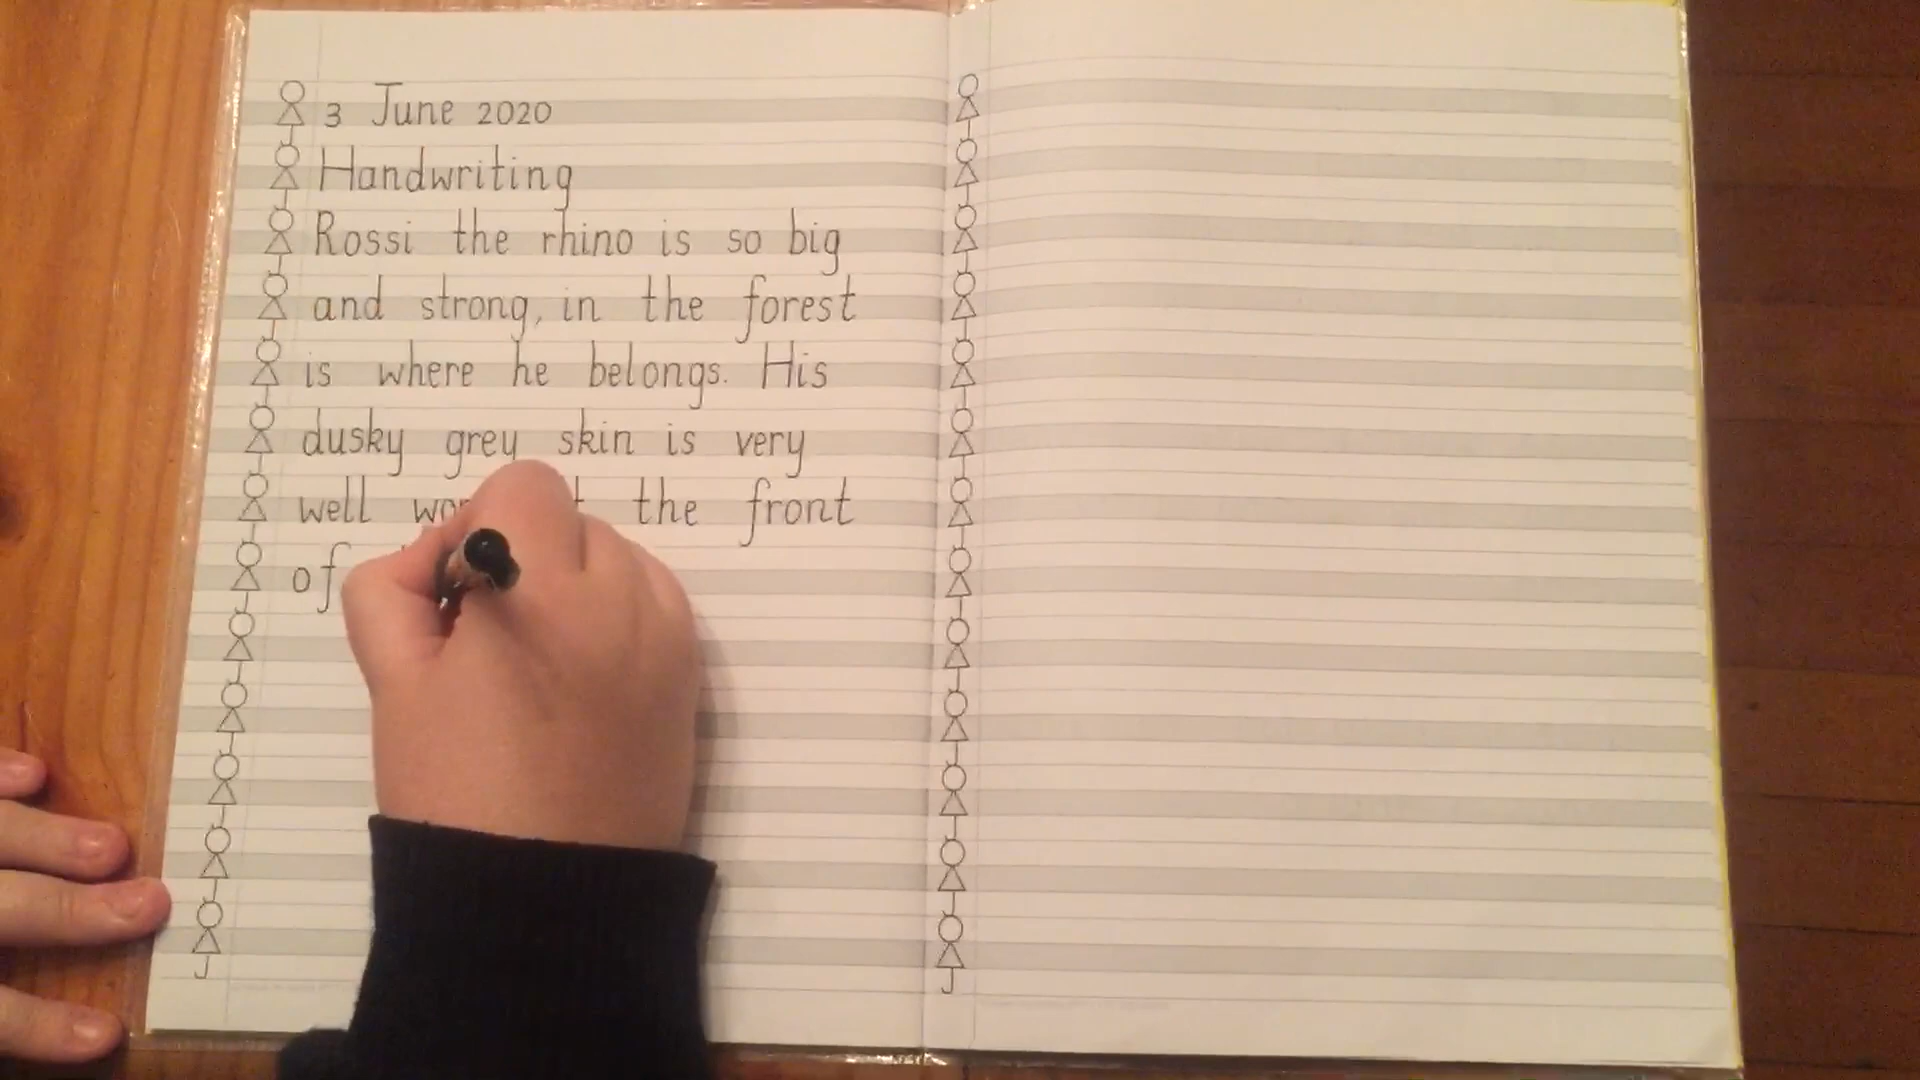 3 June 2020
Handwriting
Rossi the rhino is so big
and strong, in the forest
is where he belongs. His
dusky grey skin is very
well the front
of